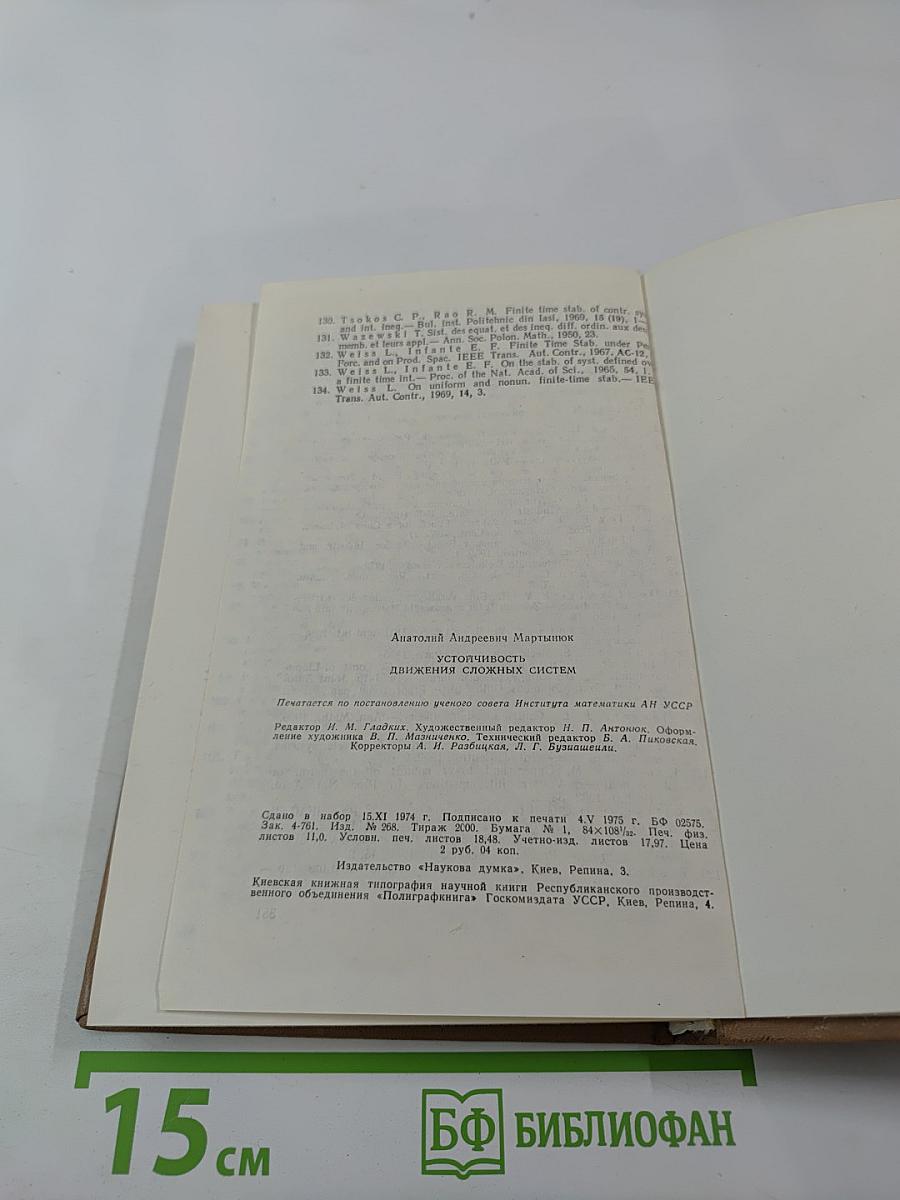 130. Tsokos C. P., Rao R. M. Finite time stab. of contr. sy
and int. ineq.— Bul. Inst. Politehnic din Iasi, 1969, 15 (19), 1—
131. Wazewski T. Sist. des equat. et des ineq. diff. ordin. aux de
memb. et leurs appl.— Ann. Soc. Polon. Math., 1950, 23.
132. Weiss L., Infante E. F. Finite Time Stab. under Pe
Forc. and on Prod. Spac. IEEE Trans. Aut. Contr., 1967, AC-12,
133. Weiss L., Infante E. F. On the stab. of syst. defined ov
a finite time int.— Proc. of the Nat. Acad. of Sci., 1965, 54, 1.
134. Weiss L. On uniform and nonun. finite-time stab.— IEE
Trans. Aut. Contr., 1969, 14, 3.
Анатолий Андреевич Мартынюк
УСТОЙЧИВОСТЬ
ДВИЖЕНИЯ СЛОЖНЫХ СИСТЕМ
Печатается по постановлению ученого совета Института математики АН УССР
Редактор И. М. Гладких. Художественный редактор Н. П. Антонюк. Оформ-
ление художника В. П. Мазниченко. Технический редактор Б. А. Пиковская.
Корректоры А. И. Разбицкая, Л. Г. Бузиашвили.
Сдано в набор 15.XI 1974 г. Подписано к печати 4.V 1975 г. БФ 02575.
Зак. 4-761. Изд. № 268. Тираж 2000. Бумага № 1, 84×108¹/₃₂. Печ. физ.
листов 11,0. Условн. печ. листов 18,48. Учетно-изд. листов 17,97. Цена
2 руб. 04 коп.
Издательство «Наукова думка», Киев, Репина, 3.
Киевская книжная типография научной книги Республиканского производст-
венного объединения «Полиграфкнига» Госкомиздата УССР, Киев, Репина, 4.
15 см
БФ БИБЛИОФАН